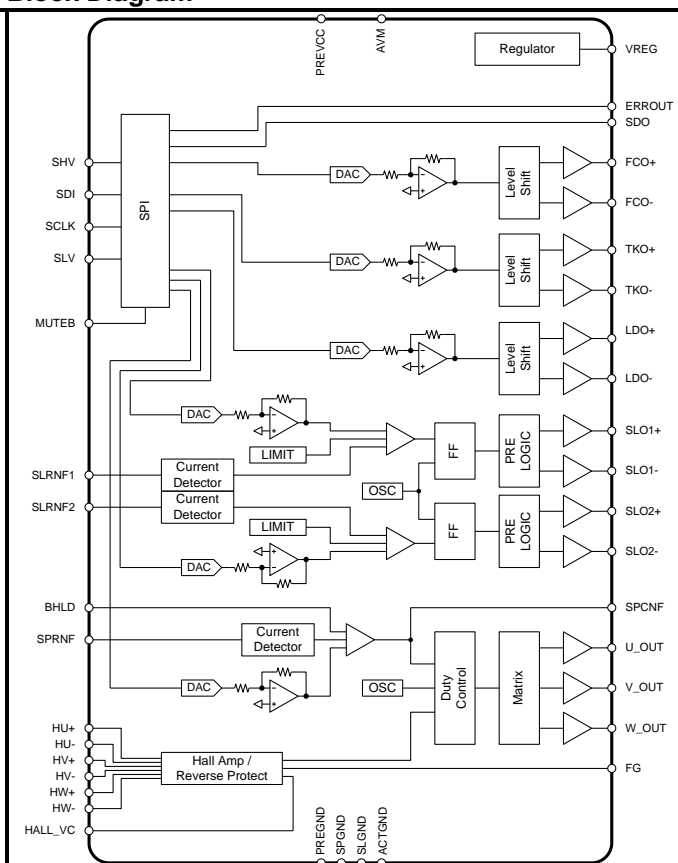 Block Diagram
PREVCC
AVM
Regulator
VREG
ERROUT
SDO
SHV
SDI
SCLK
SLV
MUTEB
SPI
DAC
Level
Shift
FCO+
FCO-
DAC
Level
Shift
TKO+
TKO-
DAC
Level
Shift
LDO+
LDO-
DAC
LIMIT
FF
PRE
LOGIC
SLO1+
SLO1-
SLRNF1
Current
Detector
OSC
SLRNF2
Current
Detector
LIMIT
FF
PRE
LOGIC
SLO2+
SLO2-
DAC
BHLD
SPCNF
SPRNF
Current
Detector
DAC
OSC
Duty
Control
Matrix
U_OUT
V_OUT
W_OUT
HU+
HU-
HV+
HV-
HW+
HW-
HALL_VC
Hall Amp /
Reverse Protect
FG
PREGND
SPGND
SLGND
ACTGND